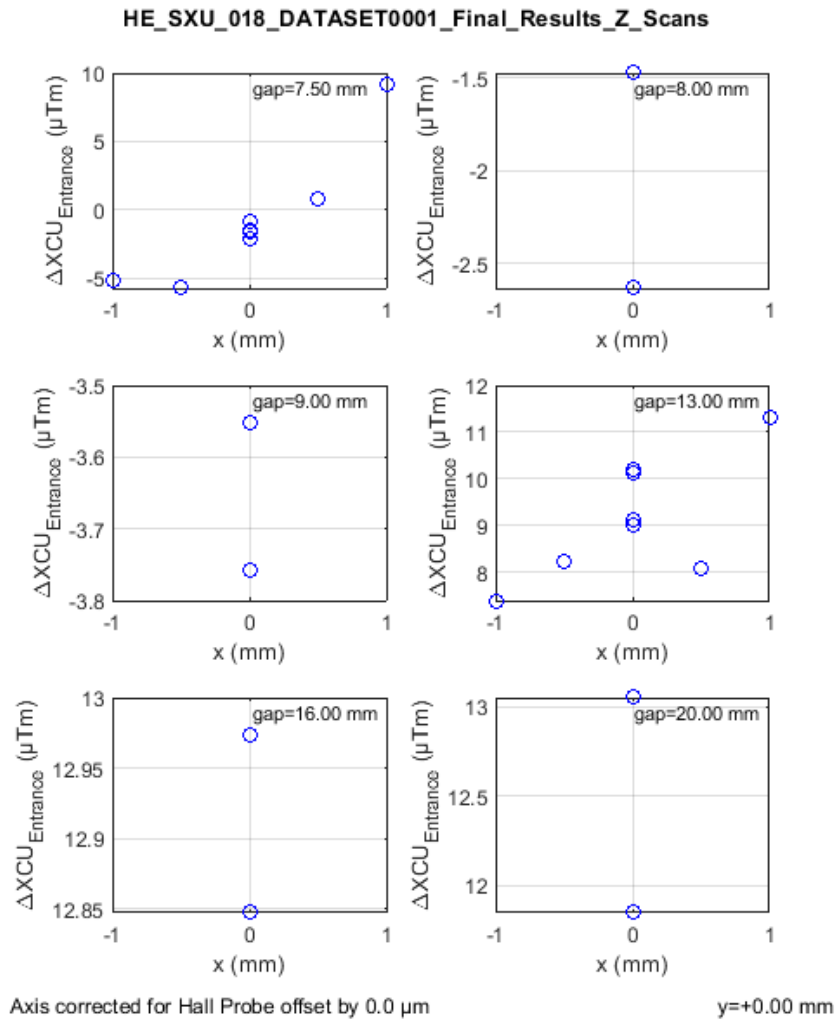 HE_SXU_018_DATASET0001_Final_Results_Z_Scans
10
5
0
-5
ΔXCU_Entrance (µTm)
gap=7.50 mm
-1
0
1
x (mm)
-1.5
-2
-2.5
ΔXCU_Entrance (µTm)
gap=8.00 mm
-1
0
1
x (mm)
-3.5
-3.6
-3.7
-3.8
ΔXCU_Entrance (µTm)
gap=9.00 mm
-1
0
1
x (mm)
12
11
10
9
8
ΔXCU_Entrance (µTm)
gap=13.00 mm
-1
0
1
x (mm)
13
12.95
12.9
12.85
ΔXCU_Entrance (µTm)
gap=16.00 mm
-1
0
1
x (mm)
13
12.5
12
ΔXCU_Entrance (µTm)
gap=20.00 mm
-1
0
1
x (mm)
Axis corrected for Hall Probe offset by 0.0 µm
y=+0.00 mm